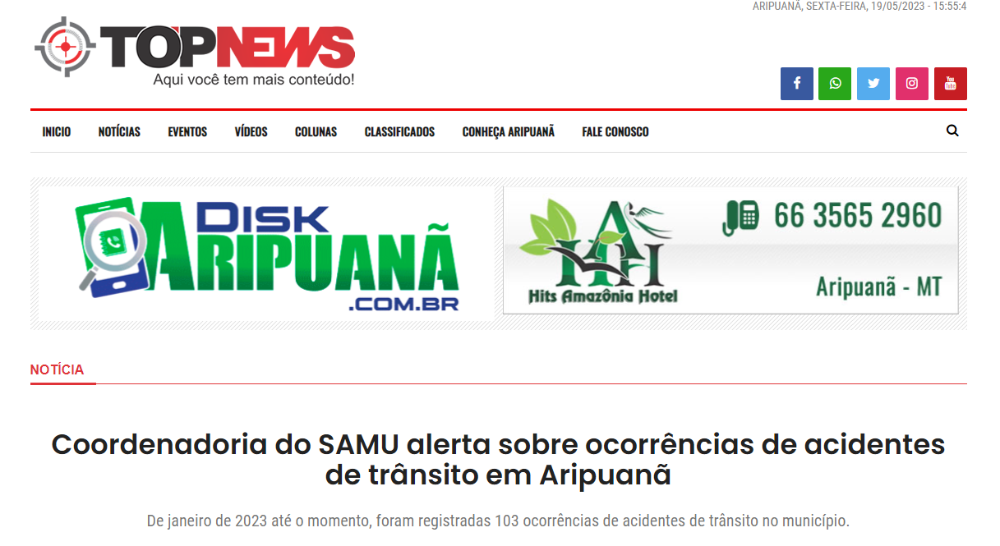 ARIPUANÃ, SEXTA-FEIRA, 19/05/2023 - 15:55:4
TOPNEWS
Aqui você tem mais conteúdo!
You
Tube
INICIO NOTÍCIAS EVENTOS VÍDEOS COLUNAS CLASSIFICADOS CONHEÇA ARIPUANÃ FALE CONOSCO
DISK
ARIPUANÃ
.COM.BR
AHH
Hits Amazônia Hotel
66 3565 2960
Aripuanã - MT
NOTÍCIA
Coordenadoria do SAMU alerta sobre ocorrências de acidentes
de trânsito em Aripuanã
De janeiro de 2023 até o momento, foram registradas 103 ocorrências de acidentes de trânsito no município.